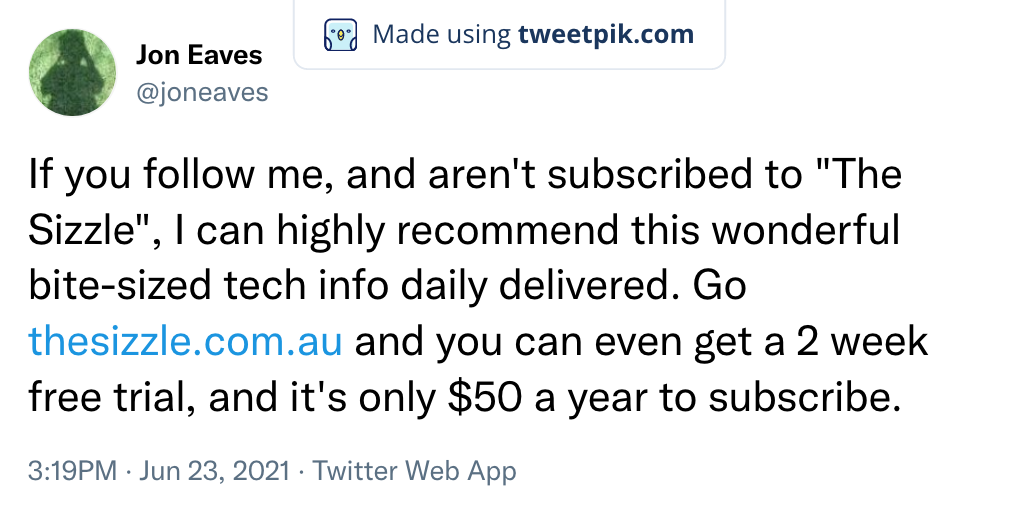 Made using tweetpik.com
Jon Eaves
@joneaves
If you follow me, and aren't subscribed to "The
Sizzle", I can highly recommend this wonderful
bite-sized tech info daily delivered. Go
thesizzle.com.au and you can even get a 2 week
free trial, and it's only $50 a year to subscribe.
3:19PM · Jun 23, 2021 · Twitter Web App